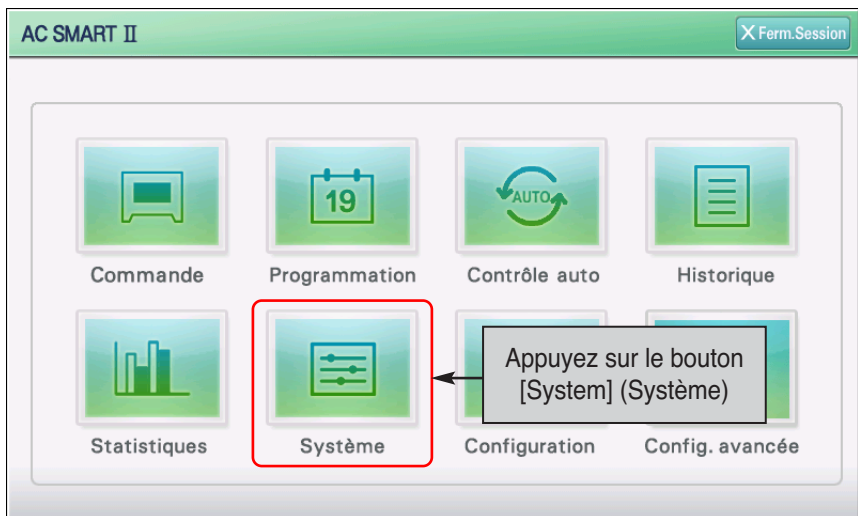 AC SMART II
X Ferm.Session
19
AUTO
Commande
Programmation
Contrôle auto
Historique
Appuyez sur le bouton
[System] (Système)
Statistiques
Système
Configuration
Config. avancée